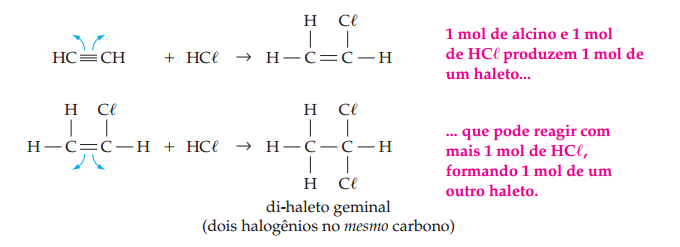 H Cℓ
HC≡CH + HCℓ → H—C=C—H
1 mol de alcino e 1 mol
de HCℓ produzem 1 mol de
um haleto...
H Cℓ H Cℓ
H—C=C—H + HCℓ → H—C—C—H
H Cℓ
... que pode reagir com
mais 1 mol de HCℓ,
formando 1 mol de um
outro haleto.
di-haleto geminal
(dois halogênios no mesmo carbono)